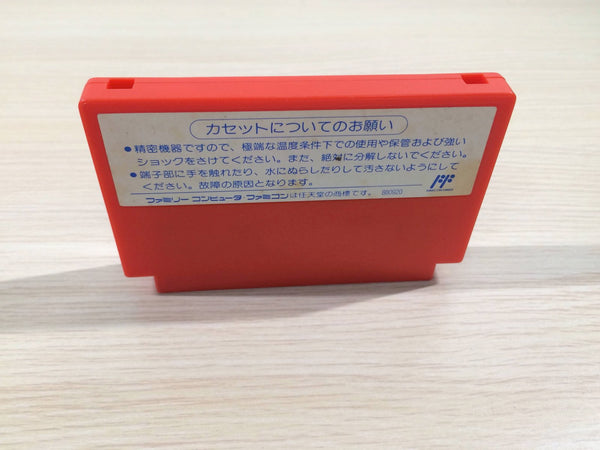 カセットについてのお願い
●精密機器ですので、極端な温度条件下での使用や保管および強い
ショックをさけてください。また、絶対に分解しないでください。
●端子部に手を触れたり、水にぬらしたりして汚さないようにして
ください。故障の原因となります。
ファミリー コンピュータ・ファミコンは任天堂の商標です。 880920